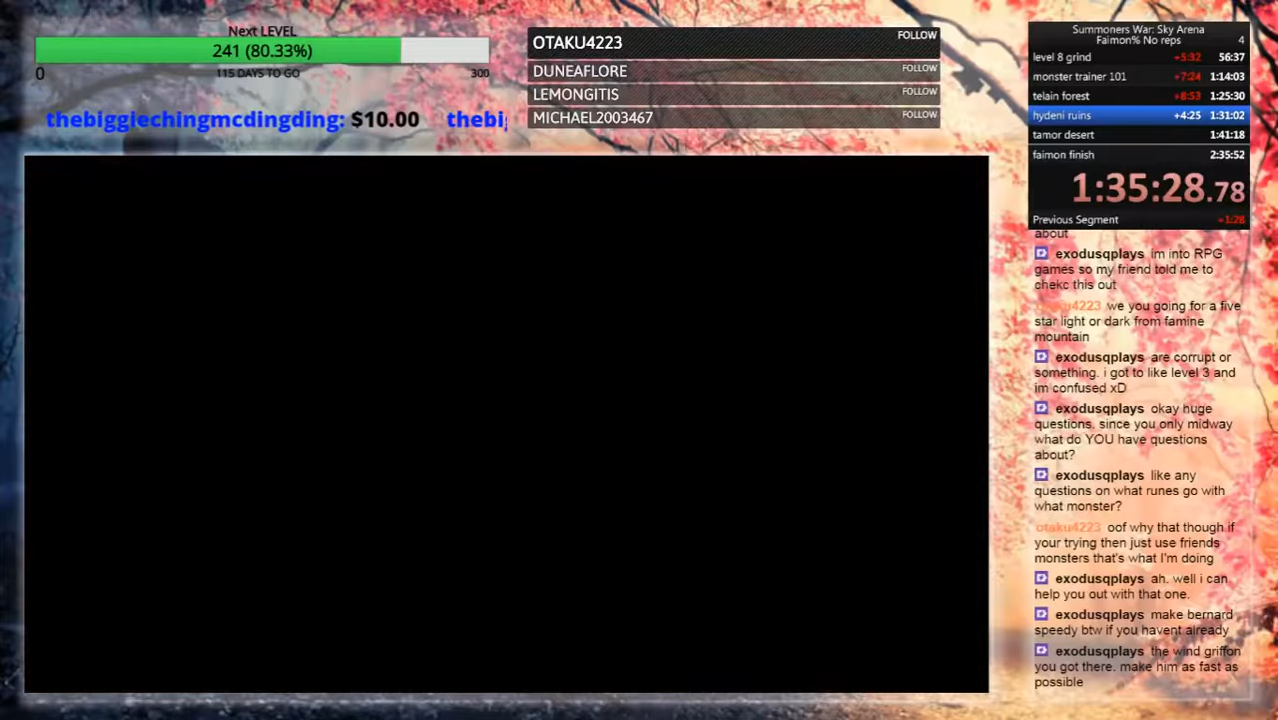 Next LEVEL
241 (80.33%)
0
115 DAYS TO GO
300
thebiggiechingmcdingding: $10.00 thebi
OTAKU4223 FOLLOW
DUNEAFLORE FOLLOW
LEMONGITIS FOLLOW
MICHAEL2003467 FOLLOW
Summoners War: Sky Arena
Faimon% No reps 4
level 8 grind +5:32 56:37
monster trainer 101 +7:24 1:14:03
telain forest +8:53 1:25:30
hydeni ruins +4:25 1:31:02
tamor desert 1:41:18
faimon finish 2:35:52
1:35:28.78
Previous Segment +1:28
about
exodusqplays im into RPG
games so my friend told me to
chekc this out
otaku4223 we you going for a five
star light or dark from famine
mountain
exodusqplays are corrupt or
something. i got to like level 3 and
im confused xD
exodusqplays okay huge
questions. since you only midway
what do YOU have questions
about?
exodusqplays like any
questions on what runes go with
what monster?
otaku4223 oof why that though if
your trying then just use friends
monsters that's what I'm doing
exodusqplays ah. well i can
help you out with that one.
exodusqplays make bernard
speedy btw if you havent already
exodusqplays the wind griffon
you got there. make him as fast as
possible